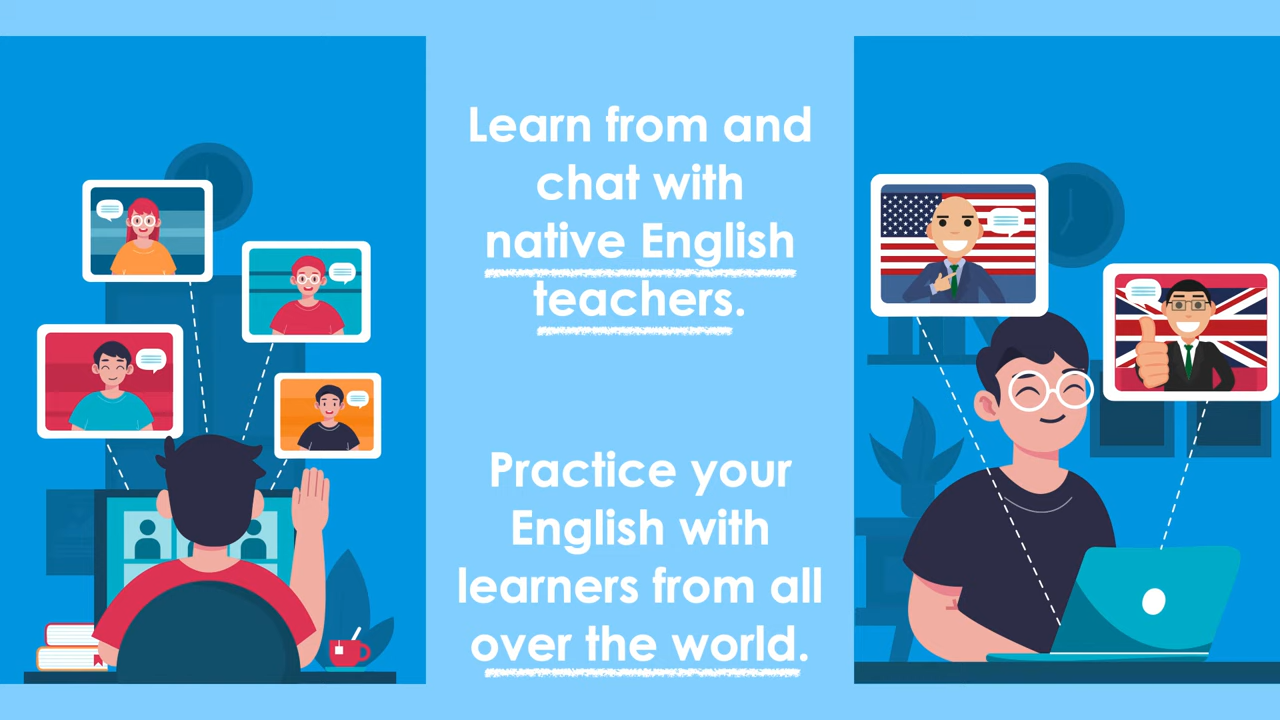 Learn from and
chat with
native English
teachers.
Practice your
English with
learners from all
over the world.